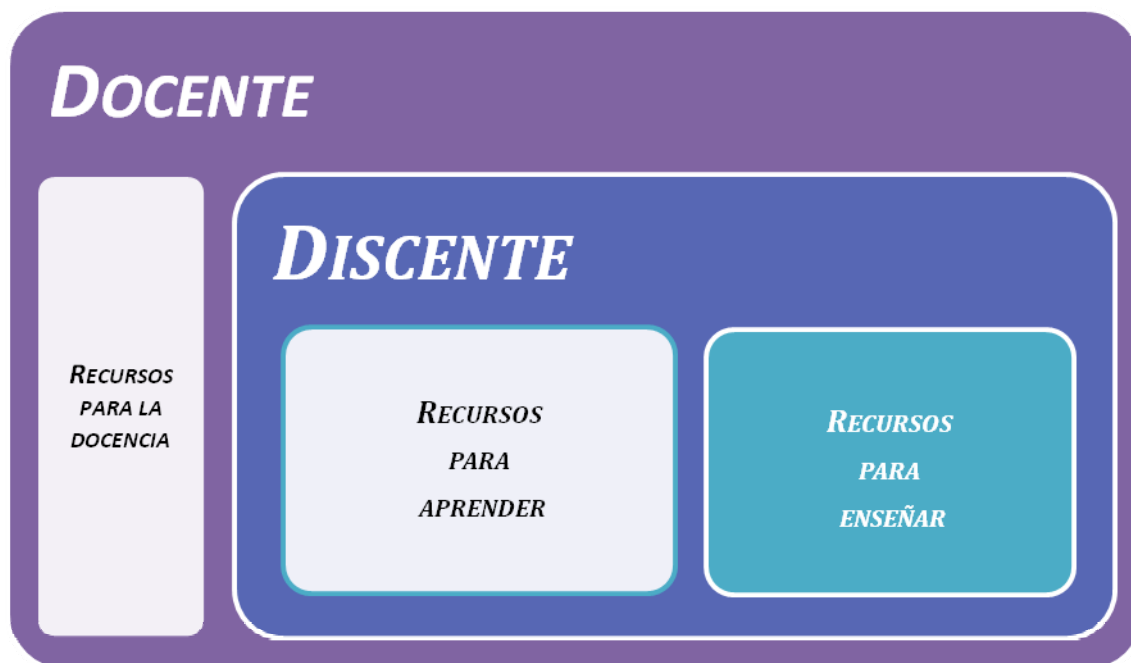 DOCENTE
DISCENTE
RECURSOS
PARA LA
DOCENCIA
RECURSOS
PARA
APRENDER
RECURSOS
PARA
ENSEÑAR